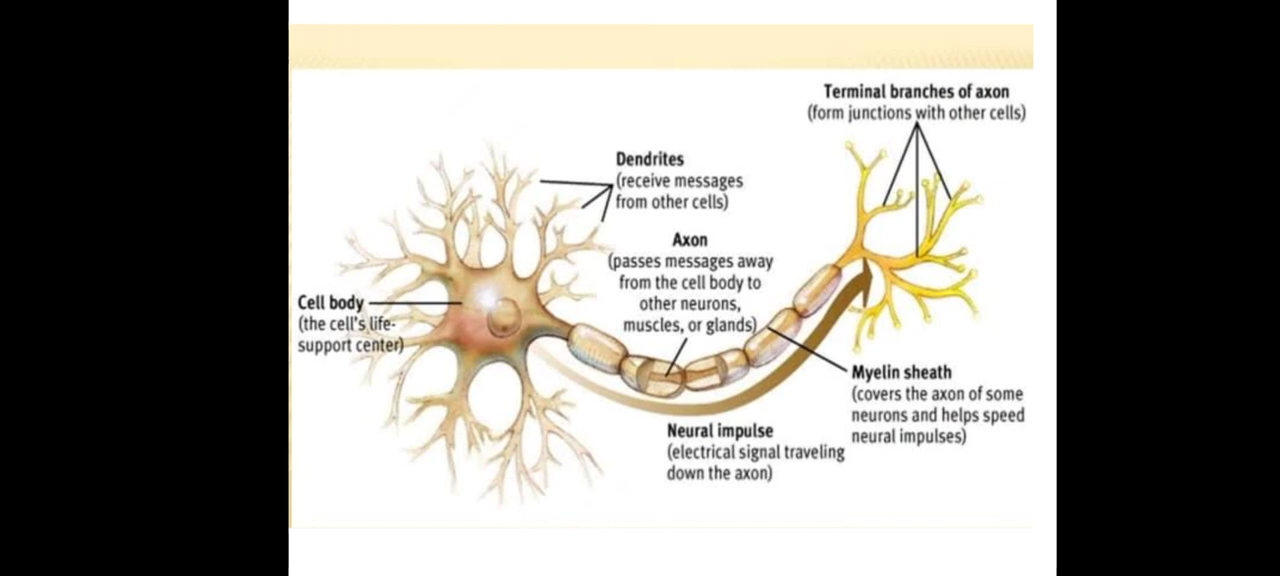 Terminal branches of axon
(form junctions with other cells)
Dendrites
(receive messages
from other cells)
Axon
(passes messages away
from the cell body to
other neurons,
muscles, or glands)
Cell body
(the cell's life-
support center)
Myelin sheath
(covers the axon of some
neurons and helps speed
neural impulses)
Neural impulse
(electrical signal traveling
down the axon)